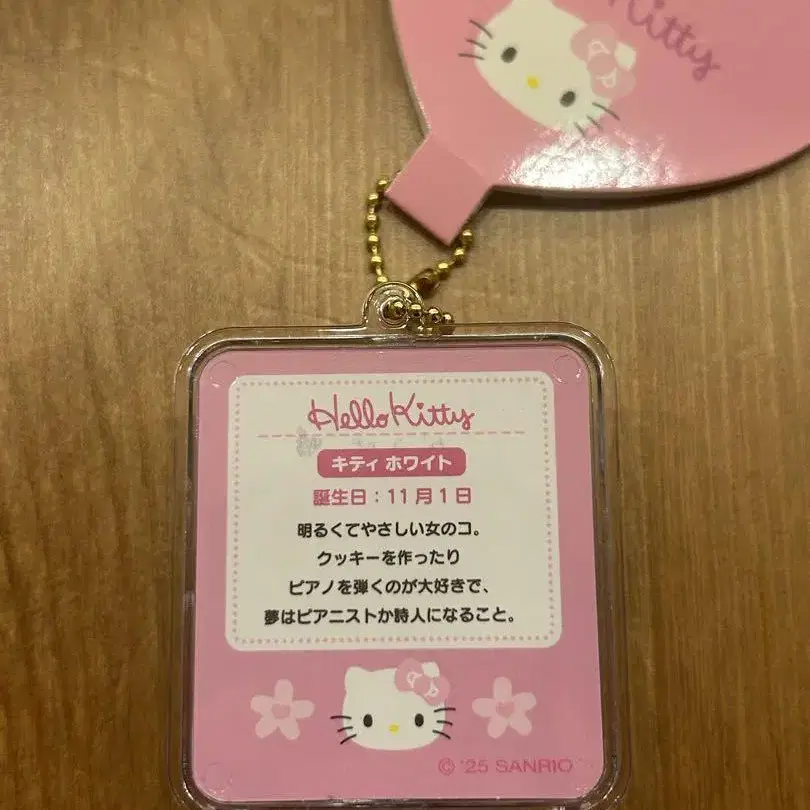 Kitty
Hello Kitty
キティ ホワイト
誕生日：11月1日
明るくてやさしい女のコ。
クッキーを作ったり
ピアノを弾くのが大好きで、
夢はピアニストか詩人になること。
© '25 SANRIO